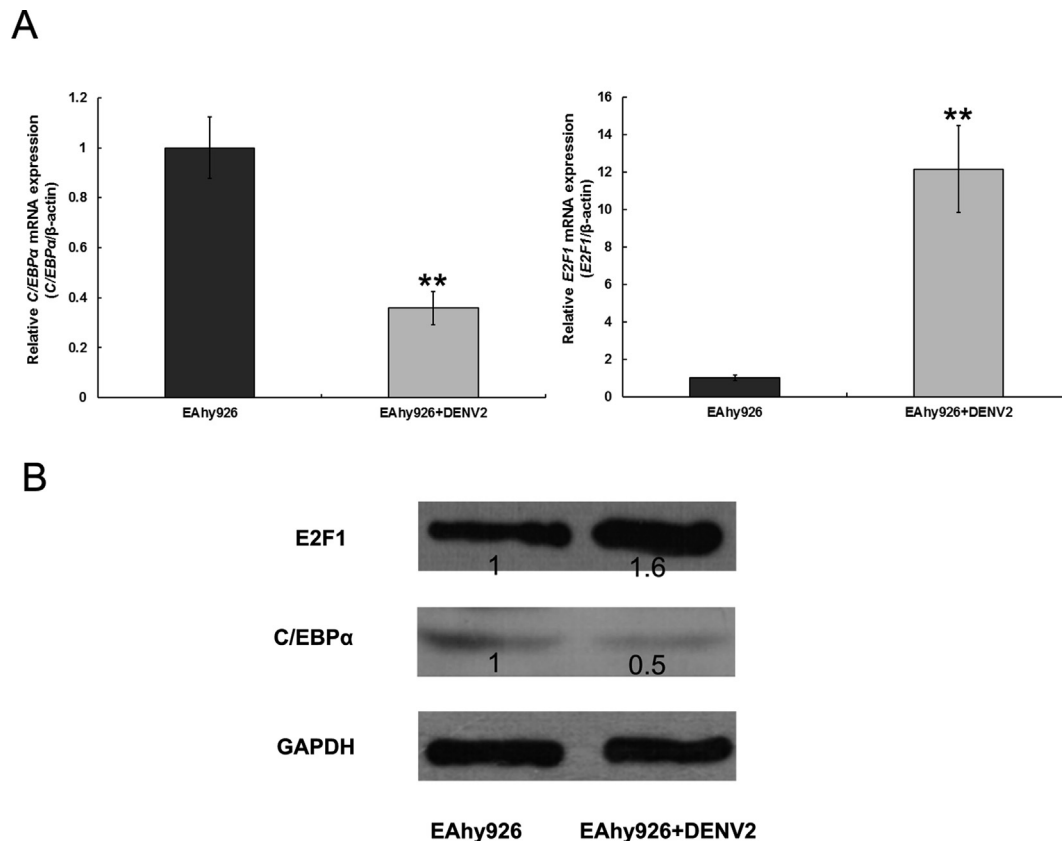 A
Relative C/EBPα mRNA expression
(C/EBPα/β-actin)
1.2
1
0.8
0.6
0.4
0.2
0
**
EAhy926
EAhy926+DENV2
Relative E2F1 mRNA expression
(E2F1/β-actin)
16
14
12
10
8
6
4
2
0
**
EAhy926
EAhy926+DENV2
B
E2F1
1
1.6
C/EBPα
1
0.5
GAPDH
EAhy926
EAhy926+DENV2